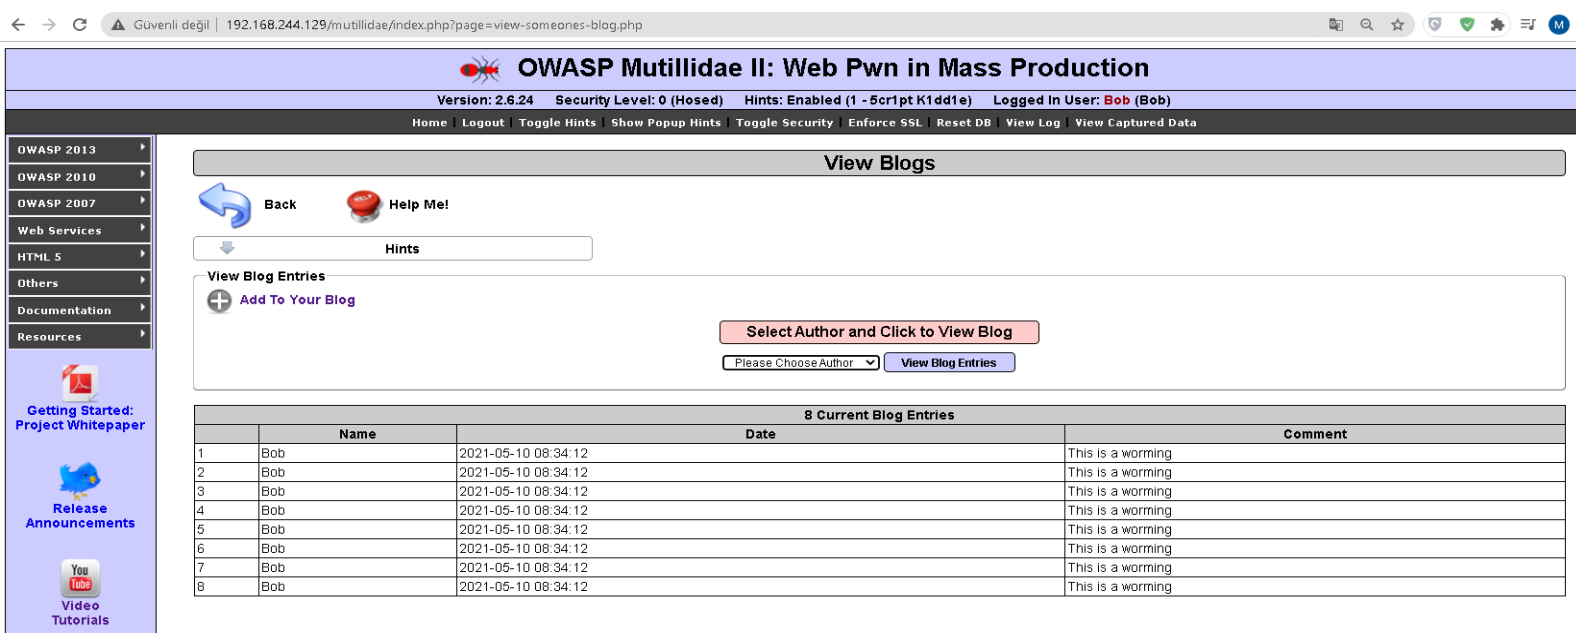 Güvenli değil | 192.168.244.129/mutillidae/index.php?page=view-someones-blog.php
M
OWASP Mutillidae II: Web Pwn in Mass Production
Version: 2.6.24 Security Level: 0 (Hosed) Hints: Enabled (1 - 5cr1pt K1dd1e) Logged In User: Bob (Bob)
Home | Logout | Toggle Hints | Show Popup Hints | Toggle Security | Enforce SSL | Reset DB | View Log | View Captured Data
OWASP 2013
OWASP 2010
OWASP 2007
Web Services
HTML 5
Others
Documentation
Resources
Getting Started:
Project Whitepaper
Release
Announcements
You
Tube
Video
Tutorials
View Blogs
Back
HELP
Help Me!
Hints
View Blog Entries
Add To Your Blog
Select Author and Click to View Blog
Please Choose Author View Blog Entries
8 Current Blog Entries
Name Date Comment
1 Bob 2021-05-10 08:34:12 This is a worming
2 Bob 2021-05-10 08:34:12 This is a worming
3 Bob 2021-05-10 08:34:12 This is a worming
4 Bob 2021-05-10 08:34:12 This is a worming
5 Bob 2021-05-10 08:34:12 This is a worming
6 Bob 2021-05-10 08:34:12 This is a worming
7 Bob 2021-05-10 08:34:12 This is a worming
8 Bob 2021-05-10 08:34:12 This is a worming